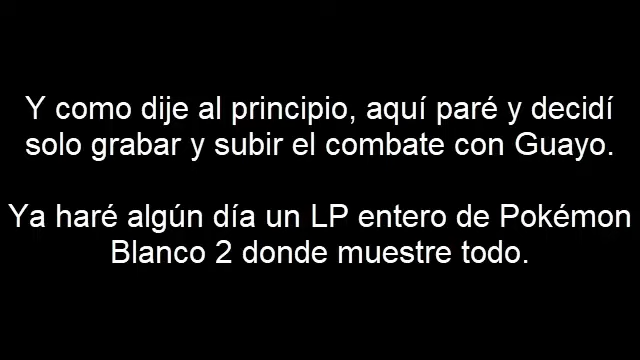 Y como dije al principio, aquí paré y decidí
solo grabar y subir el combate con Guayo.
Ya haré algún día un LP entero de Pokémon
Blanco 2 donde muestre todo.